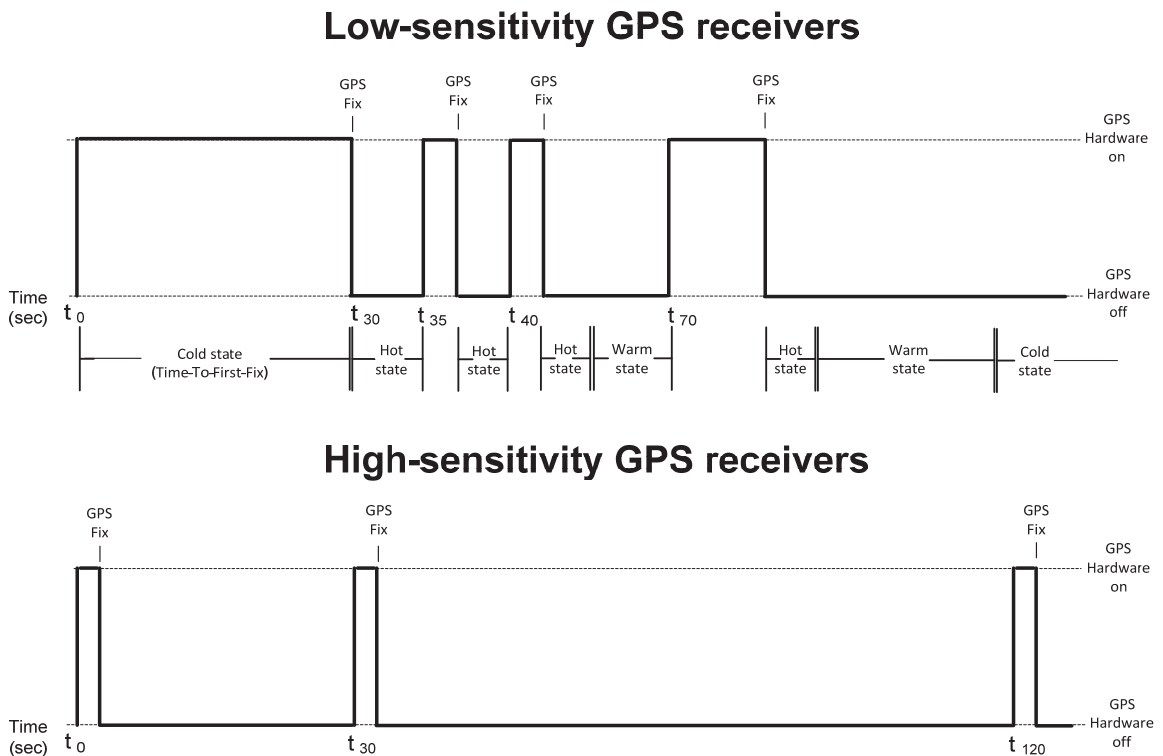 Low-sensitivity GPS receivers
GPS
Fix
GPS
Fix
GPS
Fix
GPS
Fix
GPS
Hardware
on
GPS
Hardware
off
Time
(sec)
t 0
t 30
t 35
t 40
t 70
Cold state
(Time-To-First-Fix)
Hot
state
Hot
state
Hot
state
Warm
state
Hot
state
Warm
state
Cold
state
High-sensitivity GPS receivers
GPS
Fix
GPS
Fix
GPS
Fix
GPS
Hardware
on
GPS
Hardware
off
Time
(sec)
t 0
t 30
t 120